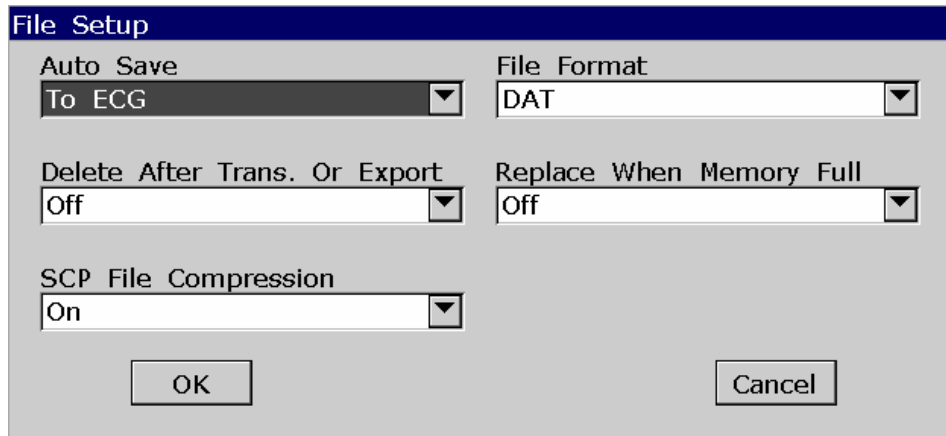 File Setup
Auto Save
File Format
To ECG
DAT
Delete After Trans. Or Export
Replace When Memory Full
Off
Off
SCP File Compression
On
OK
Cancel